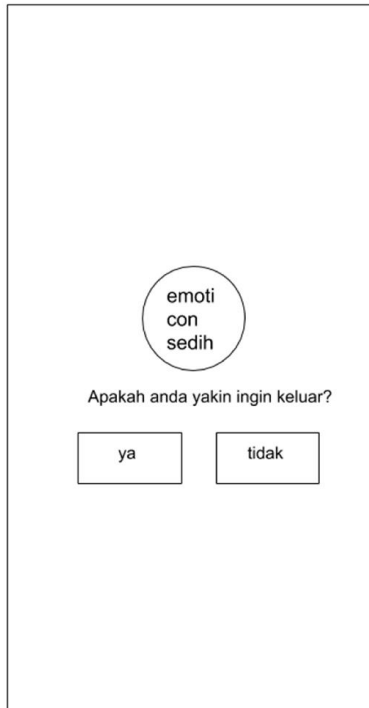 emoti
con
sedih
Apakah anda yakin ingin keluar?
ya
tidak